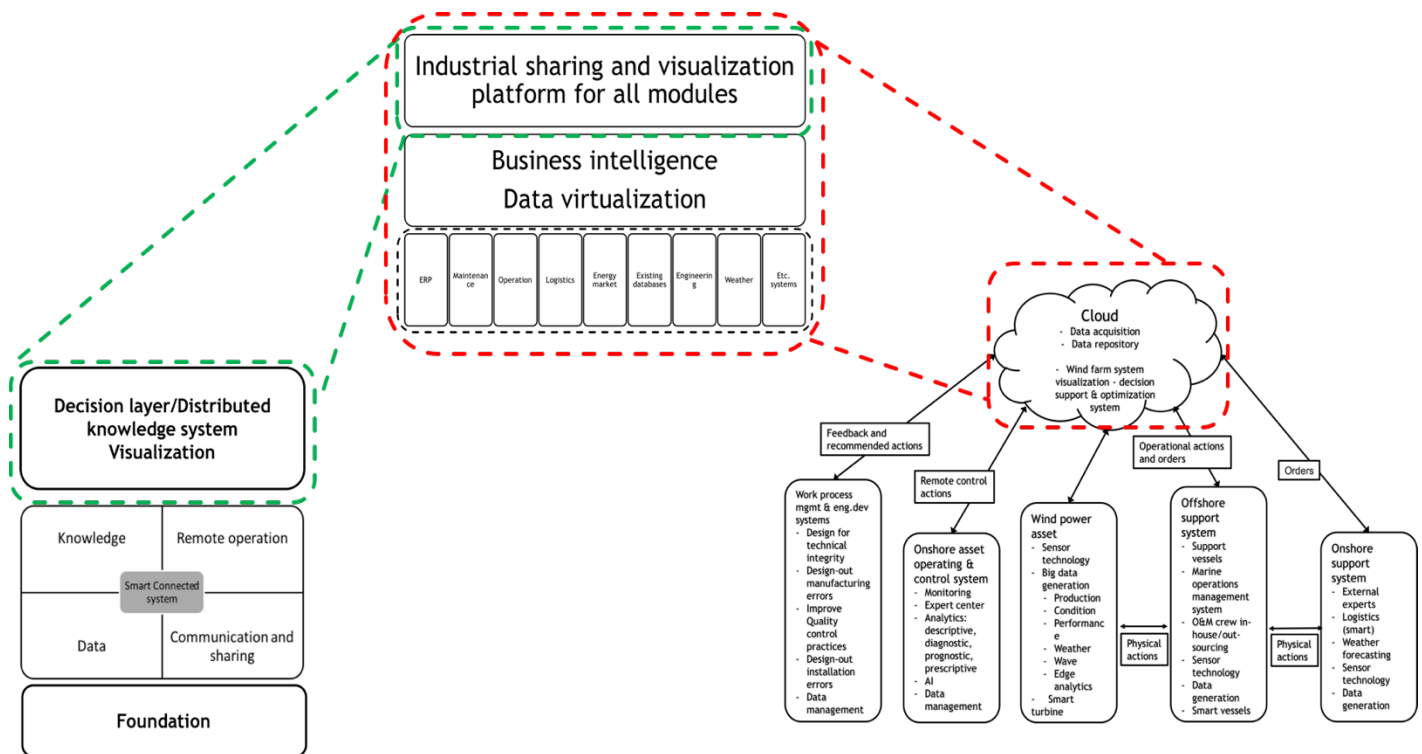 Industrial sharing and visualization
platform for all modules
Business intelligence
Data virtualization
ERP
Maintenan
ce
Operation
Logistics
Energy
market
Existing
databases
Engineerin
g
Weather
Etc.
systems
Cloud
- Data acquisition
- Data repository
- Wind farm system
visualization - decision
support & optimization
system
Decision layer/Distributed
knowledge system
Visualization
Knowledge
Remote operation
Smart Connected
system
Data
Communication and
sharing
Foundation
Feedback and
recommended actions
Remote control
actions
Operational actions
and orders
Orders
Work process
mgmt & eng.dev
systems
- Design for
technical
integrity
- Design-out
manufacturing
errors
- Improve
Quality
control
practices
- Design-out
installation
errors
- Data
management
Onshore asset
operating &
control system
- Monitoring
- Expert center
- Analytics:
descriptive,
diagnostic,
prognostic,
prescriptive
- AI
- Data
management
Wind power
asset
- Sensor
technology
- Big data
generation
- Production
- Condition
- Performanc
e
- Weather
- Wave
- Edge
analytics
- Smart
turbine
Physical
actions
Offshore
support
system
- Support
vessels
- Marine
operations
management
system
- O&M crew in-
house/out-
sourcing
- Sensor
technology
- Data
generation
- Smart vessels
Physical
actions
Onshore
support system
- External
experts
- Logistics
(smart)
- Weather
forecasting
- Sensor
technology
- Data
generation